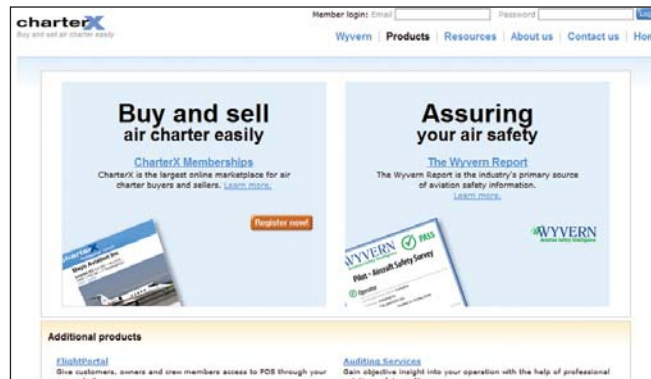 Member login: Email Password
charterX
Buy and sell air charter easily
Wyvern | Products | Resources | About us | Contact us |
Buy and sell
air charter easily
CharterX Memberships
CharterX is the largest online marketplace for air
charter buyers and sellers. Learn more.
Register now!
charterX
Steps Aviation Inc
Assuring
your air safety
The Wyvern Report
The Wyvern Report is the industry's primary source
of aviation safety information.
Learn more.
WYVERN
WYVERN PASS
Pilot - Aircraft Safety Survey
Operator
Additional products
FlightPortal
Give customers, owners and crew members access to FOS through your
Auditing Services
Gain objective insight into your operation with the help of professional